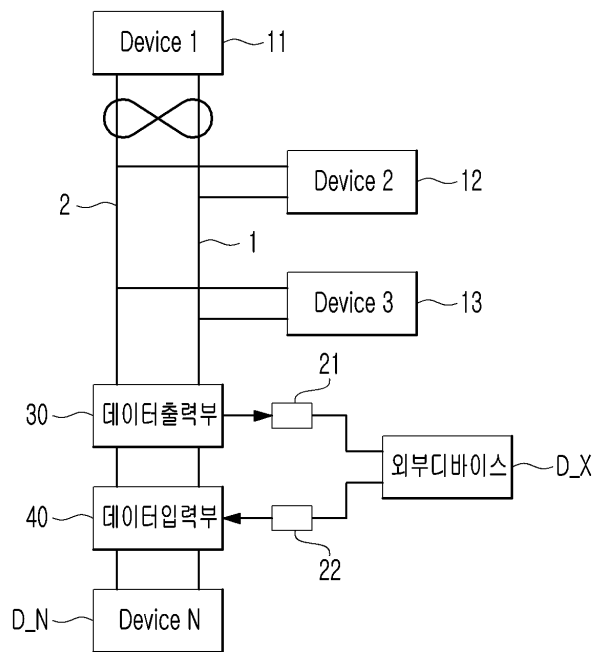 Device 1
11
Device 2
12
2
1
Device 3
13
21
30
데이터출력부
외부디바이스
D_X
40
데이터입력부
22
D_N
Device N